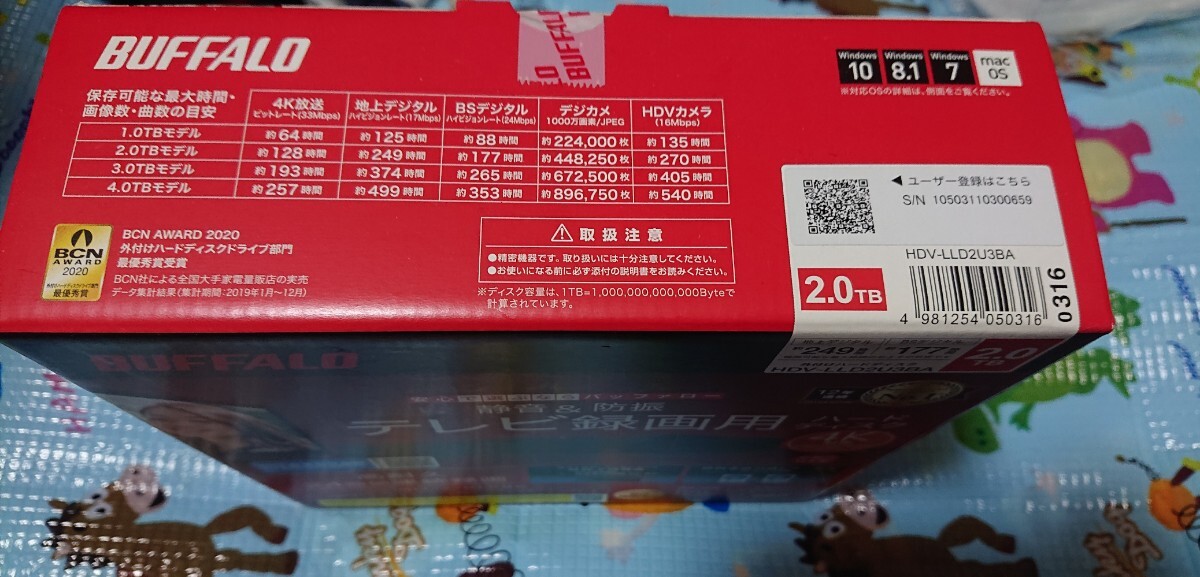 BUFFALO
BUFFALO
Windows 10
Windows 8.1
Windows 7
mac OS
※対応OSの詳細は、側面をご覧ください。
保存可能な最大時間・画像数・曲数の目安
4K放送 ビットレート(33Mbps)
地上デジタル ハイビジョンレート(17Mbps)
BSデジタル ハイビジョンレート(24Mbps)
デジカメ 1000万画素/JPEG
HDVカメラ (16Mbps)
1.0TBモデル 約64時間 約125時間 約88時間 約224,000枚 約135時間
2.0TBモデル 約128時間 約249時間 約177時間 約448,250枚 約270時間
3.0TBモデル 約193時間 約374時間 約265時間 約672,500枚 約405時間
4.0TBモデル 約257時間 約499時間 約353時間 約896,750枚 約540時間
BCN
AWARD
2020
最優秀賞
BCN AWARD 2020
外付けハードディスクドライブ部門
最優秀賞受賞
BCN社による全国大手家電量販店の実売
データ集計結果(集計期間:2019年1月〜12月)
取扱注意
●精密機器です。取り扱いには十分注意してください。
●お使いになる前に必ず添付の説明書をお読みください。
※ディスク容量は、1TB=1,000,000,000,000Byteで
計算されています。
◀ ユーザー登録はこちら
S/N 10503110300659
HDV-LLD2U3BA
2.0TB
4 981254 050316
0316
BUFFALO
249
177
2.0
TB
HDV-LLD2U3BA
静音&防振
テレビ録画用
4K